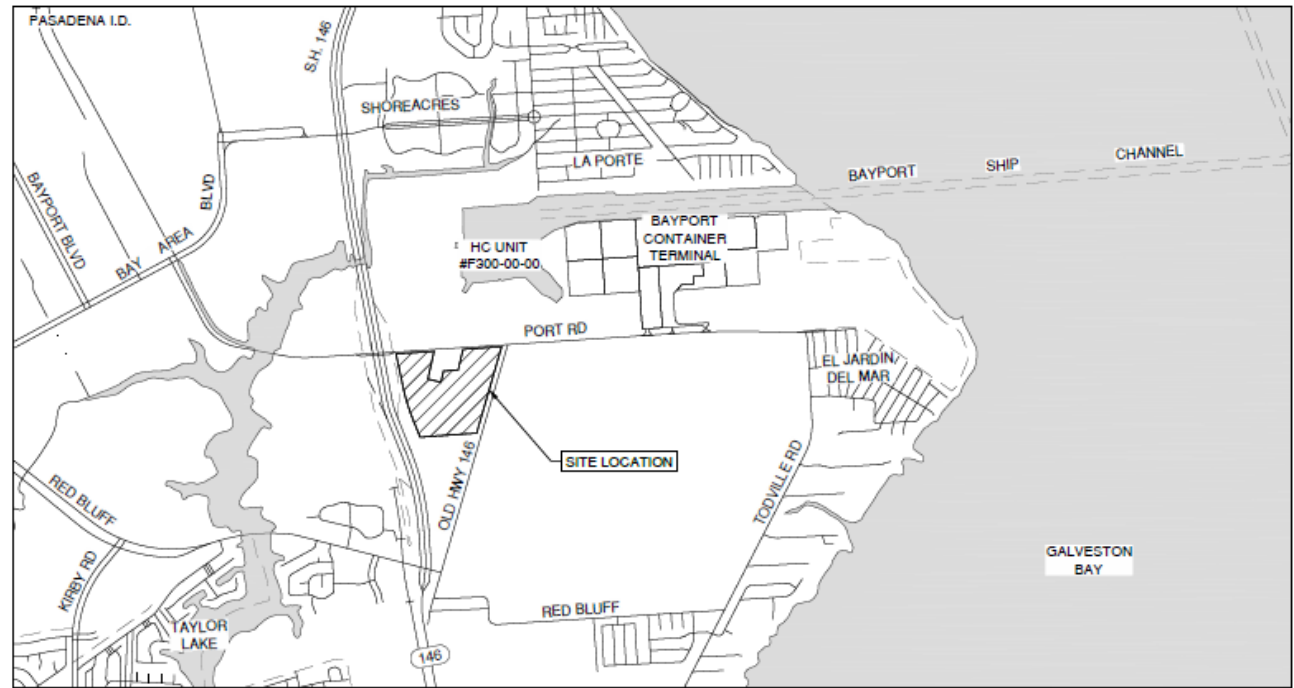 PASADENA I.D.
S.H. 146
SHOREACRES
LA PORTE
BAYPORT SHIP CHANNEL
BAYPORT BLVD
BAY AREA BLVD
HC UNIT
#F300-00-00
BAYPORT
CONTAINER
TERMINAL
PORT RD
EL JARDIN
DEL MAR
SITE LOCATION
OLD HWY 146
TODVILLE RD
RED BLUFF
KIRBY RD
GALVESTON
BAY
TAYLOR
LAKE
RED BLUFF
146